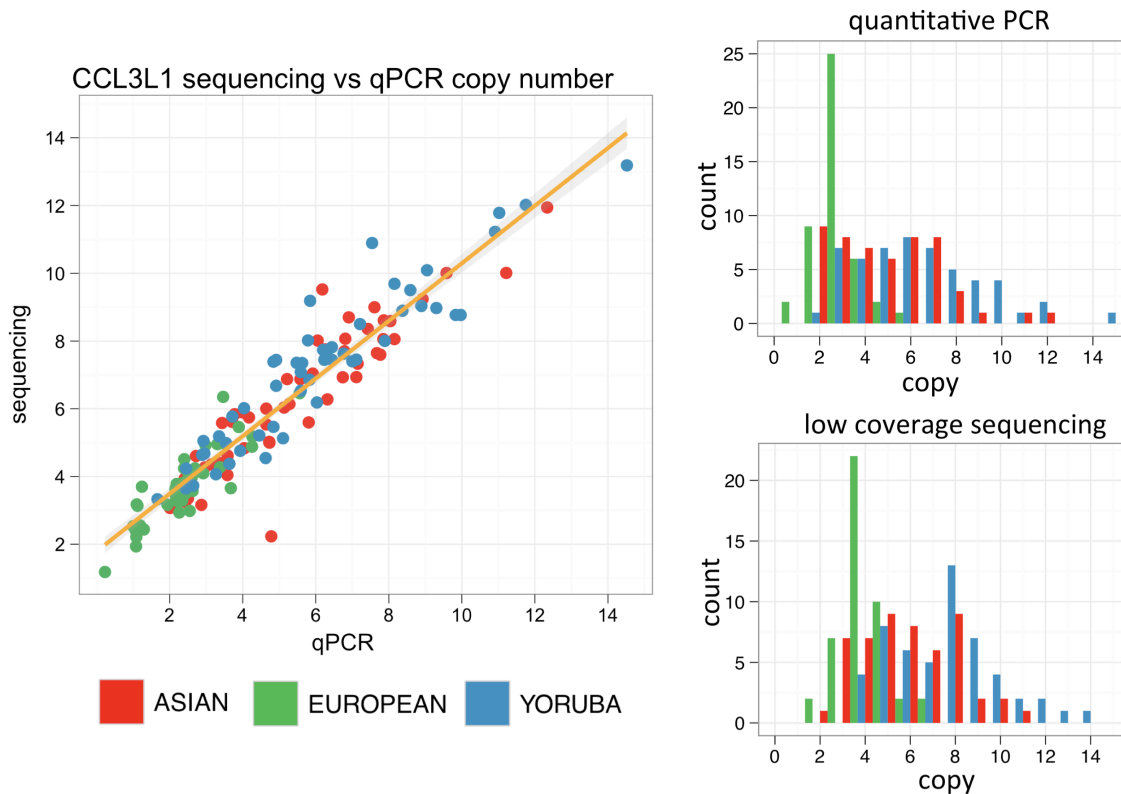 CCL3L1 sequencing vs qPCR copy number
14
12
10
8
6
4
2
sequencing
2 4 6 8 10 12 14
qPCR
ASIAN EUROPEAN YORUBA
quantitative PCR
25
20
15
10
5
0
count
0 2 4 6 8 10 12 14
copy
low coverage sequencing
20
15
10
5
0
count
0 2 4 6 8 10 12 14
copy